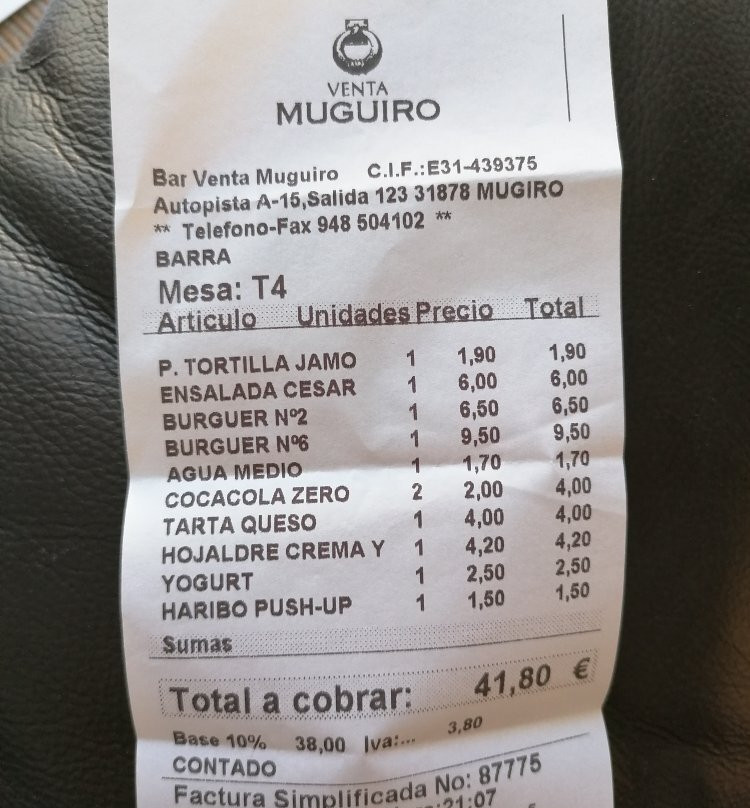 VENTA
MUGUIRO
Bar Venta Muguiro C.I.F.:E31-439375
Autopista A-15,Salida 123 31878 MUGIRO
** Telefono-Fax 948 504102 **
BARRA
Mesa: T4
Articulo Unidades Precio Total
P. TORTILLA JAMO 1 1,90 1,90
ENSALADA CESAR 1 6,00 6,00
BURGUER Nº2 1 6,50 6,50
BURGUER Nº6 1 9,50 9,50
AGUA MEDIO 1 1,70 1,70
COCACOLA ZERO 2 2,00 4,00
TARTA QUESO 1 4,00 4,00
HOJALDRE CREMA Y 1 4,20 4,20
YOGURT 1 2,50 2,50
HARIBO PUSH-UP 1 1,50 1,50
Sumas
Total a cobrar: 41,80 €
Base 10% 38,00 Iva:... 3,80
CONTADO
Factura Simplificada No: 87775
:21:07